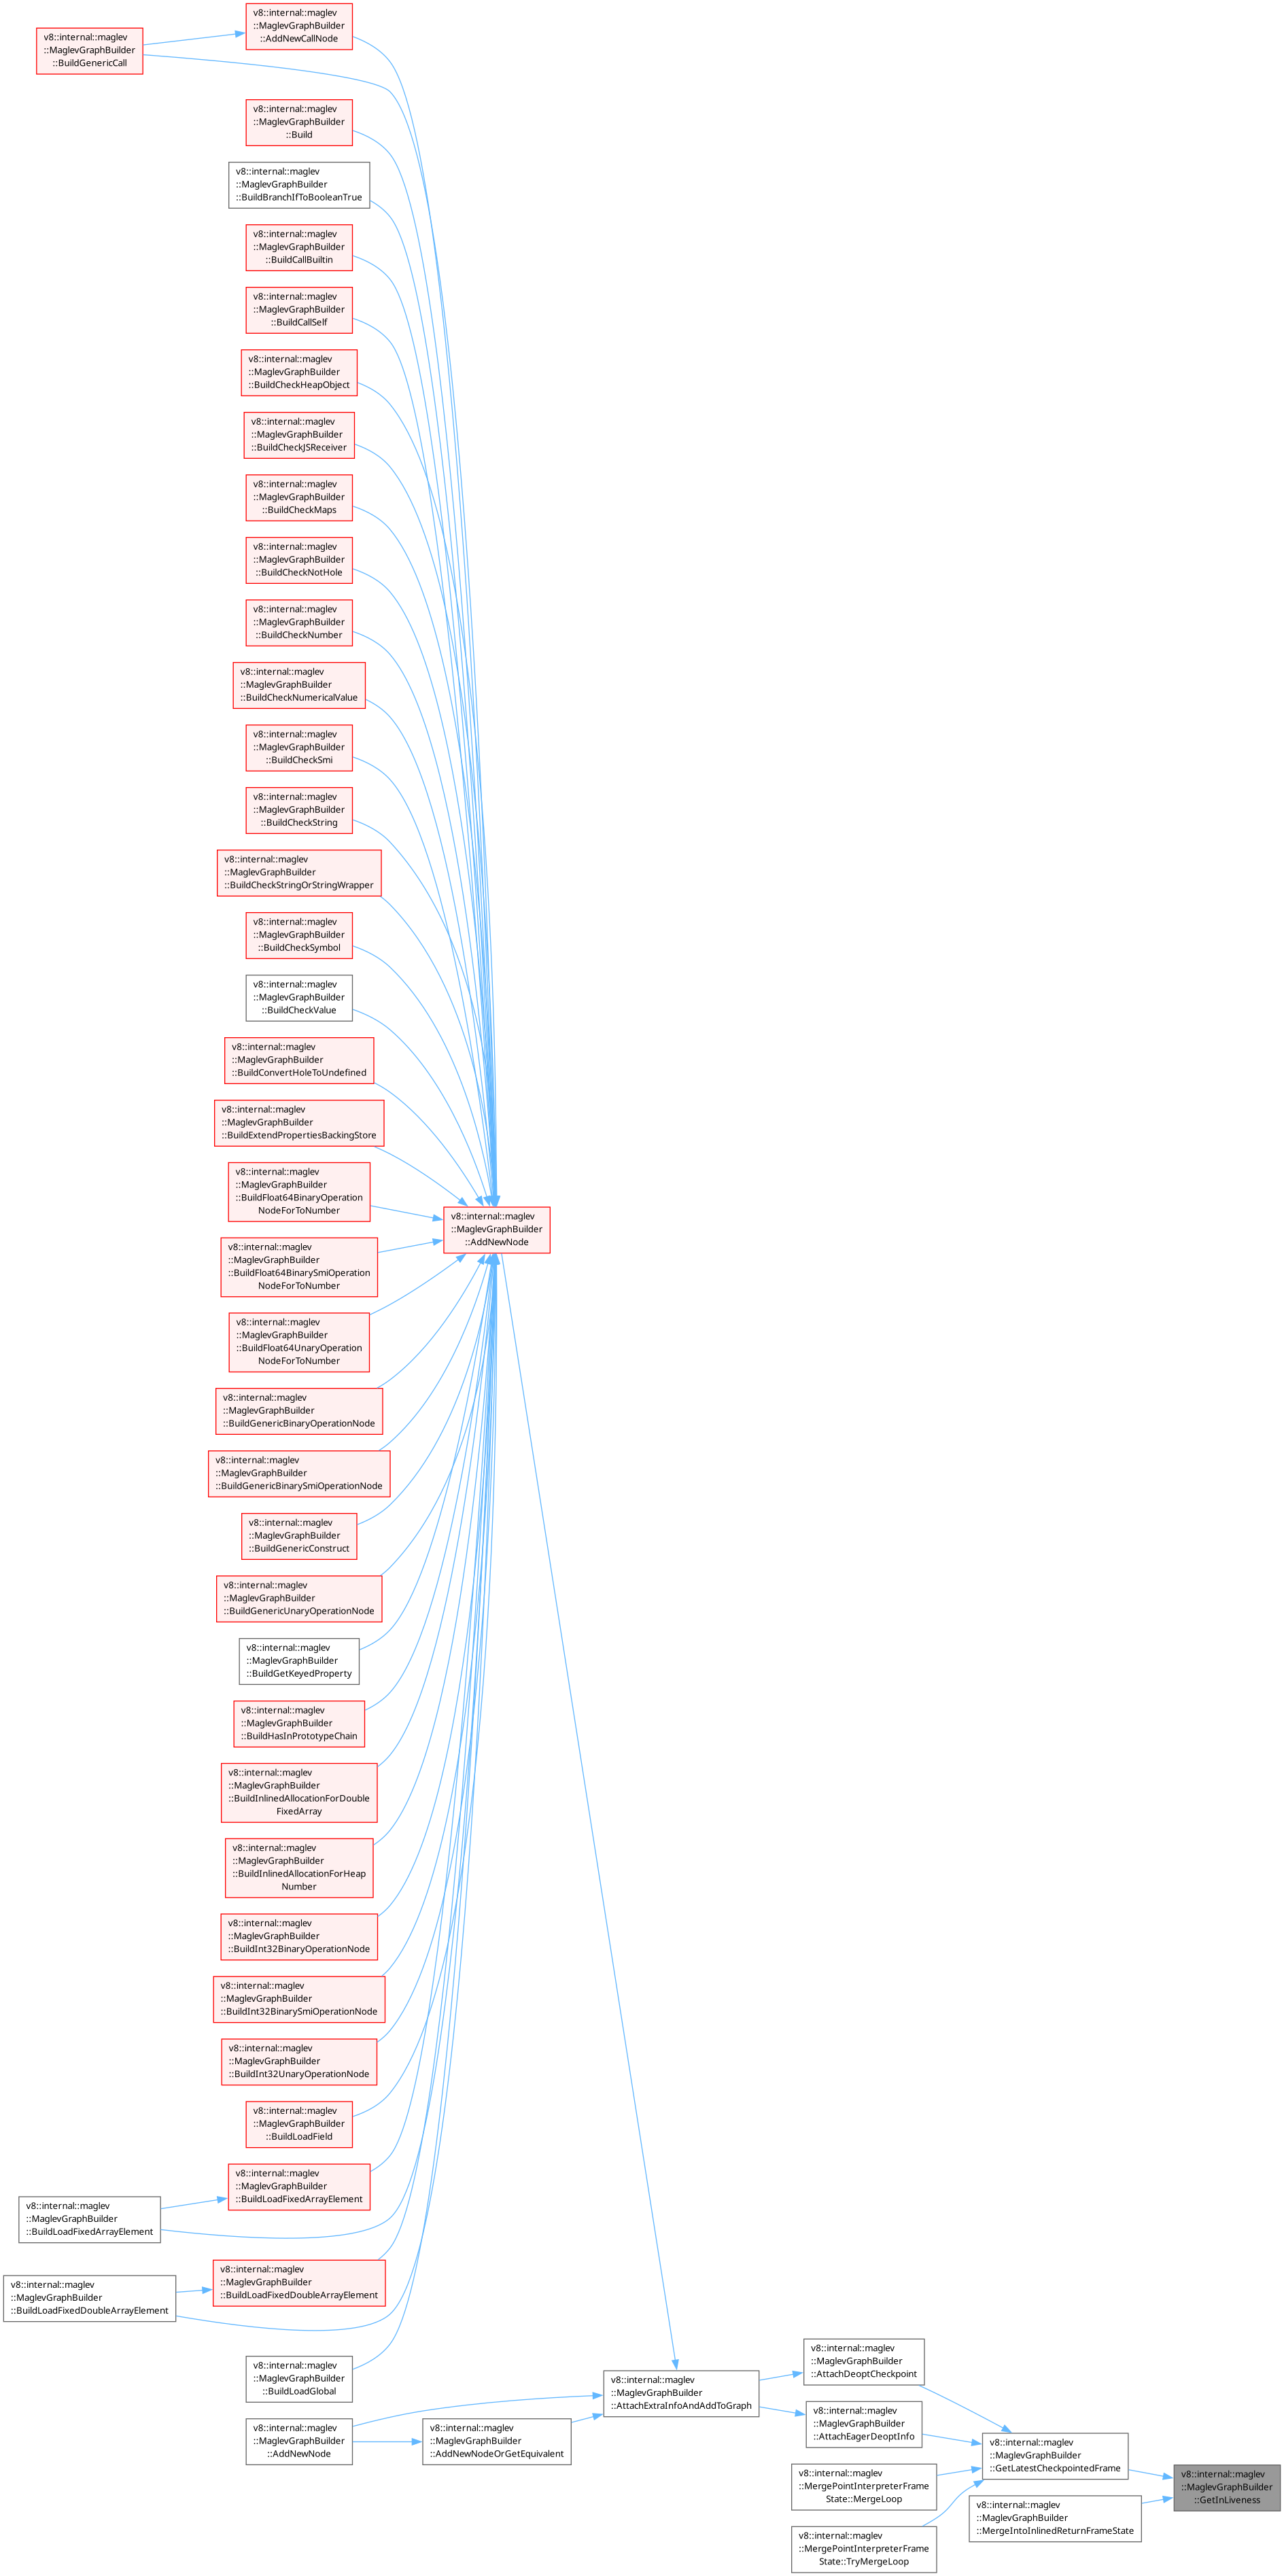 v8::internal::maglev
::MaglevGraphBuilder
::AddNewCallNode
v8::internal::maglev
::MaglevGraphBuilder
::BuildGenericCall
v8::internal::maglev
::MaglevGraphBuilder
::Build
v8::internal::maglev
::MaglevGraphBuilder
::BuildBranchIfToBooleanTrue
v8::internal::maglev
::MaglevGraphBuilder
::BuildCallBuiltin
v8::internal::maglev
::MaglevGraphBuilder
::BuildCallSelf
v8::internal::maglev
::MaglevGraphBuilder
::BuildCheckHeapObject
v8::internal::maglev
::MaglevGraphBuilder
::BuildCheckJSReceiver
v8::internal::maglev
::MaglevGraphBuilder
::BuildCheckMaps
v8::internal::maglev
::MaglevGraphBuilder
::BuildCheckNotHole
v8::internal::maglev
::MaglevGraphBuilder
::BuildCheckNumber
v8::internal::maglev
::MaglevGraphBuilder
::BuildCheckNumericalValue
v8::internal::maglev
::MaglevGraphBuilder
::BuildCheckSmi
v8::internal::maglev
::MaglevGraphBuilder
::BuildCheckString
v8::internal::maglev
::MaglevGraphBuilder
::BuildCheckStringOrStringWrapper
v8::internal::maglev
::MaglevGraphBuilder
::BuildCheckSymbol
v8::internal::maglev
::MaglevGraphBuilder
::BuildCheckValue
v8::internal::maglev
::MaglevGraphBuilder
::BuildConvertHoleToUndefined
v8::internal::maglev
::MaglevGraphBuilder
::BuildExtendPropertiesBackingStore
v8::internal::maglev
::MaglevGraphBuilder
::BuildFloat64BinaryOperation
NodeForToNumber
v8::internal::maglev
::MaglevGraphBuilder
::AddNewNode
v8::internal::maglev
::MaglevGraphBuilder
::BuildFloat64BinarySmiOperation
NodeForToNumber
v8::internal::maglev
::MaglevGraphBuilder
::BuildFloat64UnaryOperation
NodeForToNumber
v8::internal::maglev
::MaglevGraphBuilder
::BuildGenericBinaryOperationNode
v8::internal::maglev
::MaglevGraphBuilder
::BuildGenericBinarySmiOperationNode
v8::internal::maglev
::MaglevGraphBuilder
::BuildGenericConstruct
v8::internal::maglev
::MaglevGraphBuilder
::BuildGenericUnaryOperationNode
v8::internal::maglev
::MaglevGraphBuilder
::BuildGetKeyedProperty
v8::internal::maglev
::MaglevGraphBuilder
::BuildHasInPrototypeChain
v8::internal::maglev
::MaglevGraphBuilder
::BuildInlinedAllocationForDouble
FixedArray
v8::internal::maglev
::MaglevGraphBuilder
::BuildInlinedAllocationForHeap
Number
v8::internal::maglev
::MaglevGraphBuilder
::BuildInt32BinaryOperationNode
v8::internal::maglev
::MaglevGraphBuilder
::BuildInt32BinarySmiOperationNode
v8::internal::maglev
::MaglevGraphBuilder
::BuildInt32UnaryOperationNode
v8::internal::maglev
::MaglevGraphBuilder
::BuildLoadField
v8::internal::maglev
::MaglevGraphBuilder
::BuildLoadFixedArrayElement
v8::internal::maglev
::MaglevGraphBuilder
::BuildLoadFixedArrayElement
v8::internal::maglev
::MaglevGraphBuilder
::BuildLoadFixedDoubleArrayElement
v8::internal::maglev
::MaglevGraphBuilder
::BuildLoadFixedDoubleArrayElement
v8::internal::maglev
::MaglevGraphBuilder
::BuildLoadGlobal
v8::internal::maglev
::MaglevGraphBuilder
::AddNewNode
v8::internal::maglev
::MaglevGraphBuilder
::AddNewNodeOrGetEquivalent
v8::internal::maglev
::MaglevGraphBuilder
::AttachExtraInfoAndAddToGraph
v8::internal::maglev
::MaglevGraphBuilder
::AttachDeoptCheckpoint
v8::internal::maglev
::MaglevGraphBuilder
::AttachEagerDeoptInfo
v8::internal::maglev
::MergePointInterpreterFrame
State::MergeLoop
v8::internal::maglev
::MergePointInterpreterFrame
State::TryMergeLoop
v8::internal::maglev
::MaglevGraphBuilder
::GetLatestCheckpointedFrame
v8::internal::maglev
::MaglevGraphBuilder
::MergeIntoInlinedReturnFrameState
v8::internal::maglev
::MaglevGraphBuilder
::GetInLiveness